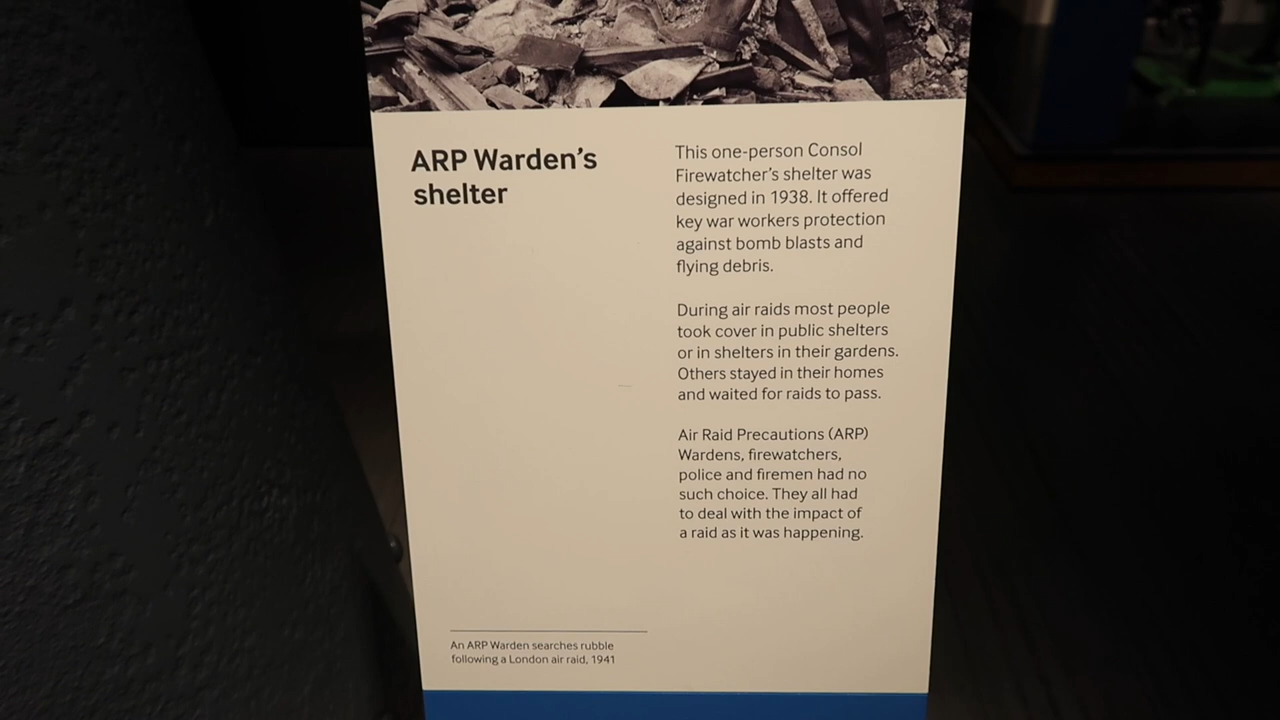 ARP Warden's
shelter
This one-person Consol
Firewatcher's shelter was
designed in 1938. It offered
key war workers protection
against bomb blasts and
flying debris.
During air raids most people
took cover in public shelters
or in shelters in their gardens.
Others stayed in their homes
and waited for raids to pass.
Air Raid Precautions (ARP)
Wardens, firewatchers,
police and firemen had no
such choice. They all had
to deal with the impact of
a raid as it was happening.
An ARP Warden searches rubble
following a London air raid, 1941